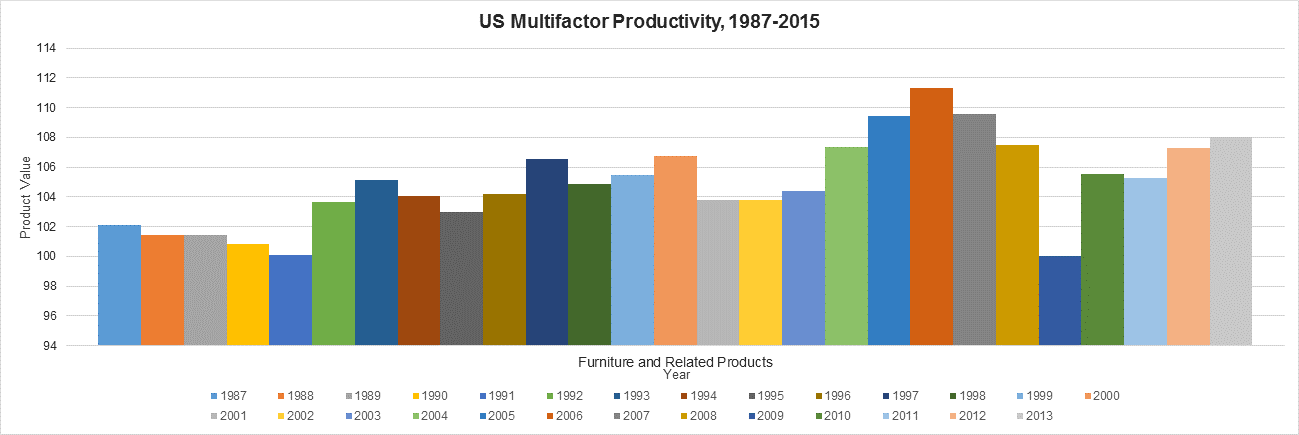 US Multifactor Productivity, 1987-2015
114
112
110
108
106
104
102
100
98
96
94
Product Value
Furniture and Related Products
Year
1987 1988 1989 1990 1991 1992 1993 1994 1995 1996 1997 1998 1999 2000
2001 2002 2003 2004 2005 2006 2007 2008 2009 2010 2011 2012 2013